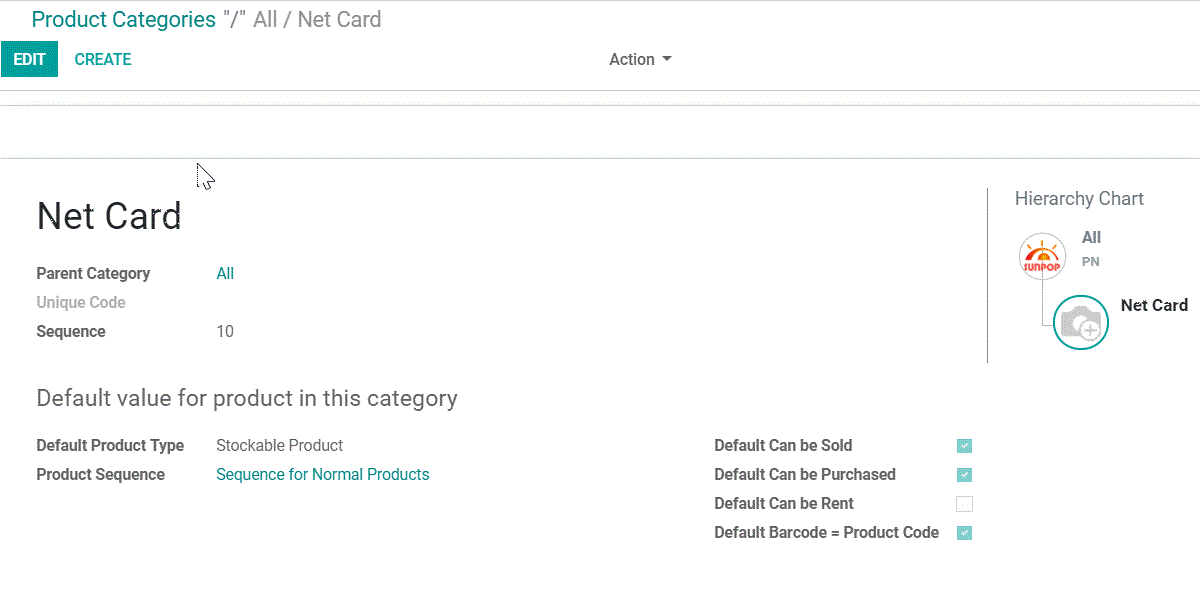 Product Categories "/" All / Net Card
EDIT CREATE Action
Net Card
Parent Category All
Unique Code
Sequence 10
Hierarchy Chart
All
PN
SUNPOP
Net Card
Default value for product in this category
Default Product Type Stockable Product
Product Sequence Sequence for Normal Products
Default Can be Sold
Default Can be Purchased
Default Can be Rent
Default Barcode = Product Code